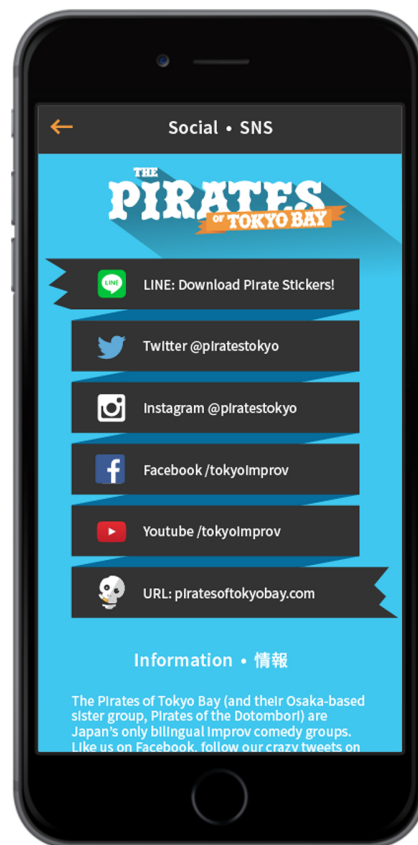 Social • SNS
THE
PIRATES
OF TOKYO BAY
LINE
LINE: Download Pirate Stickers!
Twitter @piratestokyo
Instagram @piratestokyo
Facebook /tokyoimprov
Youtube /tokyoimprov
URL: piratesoftokyobay.com
Information • 情報
The Pirates of Tokyo Bay (and their Osaka-based
sister group, Pirates of the Dotombori) are
Japan's only bilingual improv comedy groups.
Like us on Facebook, follow our crazy tweets on